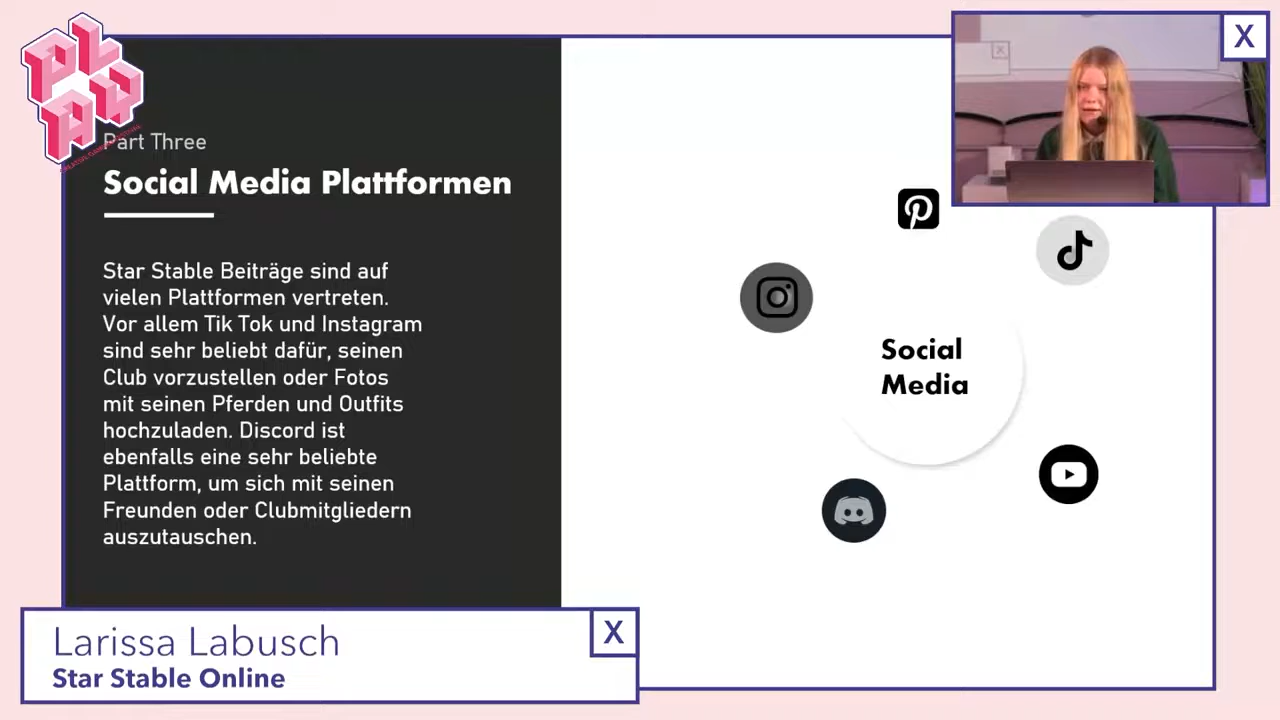 PLAY
Part Three
Social Media Plattformen
Star Stable Beiträge sind auf
vielen Plattformen vertreten.
Vor allem Tik Tok und Instagram
sind sehr beliebt dafür, seinen
Club vorzustellen oder Fotos
mit seinen Pferden und Outfits
hochzuladen. Discord ist
ebenfalls eine sehr beliebte
Plattform, um sich mit seinen
Freunden oder Clubmitgliedern
auszutauschen.
Social
Media
X
X
Larissa Labusch
X
Star Stable Online